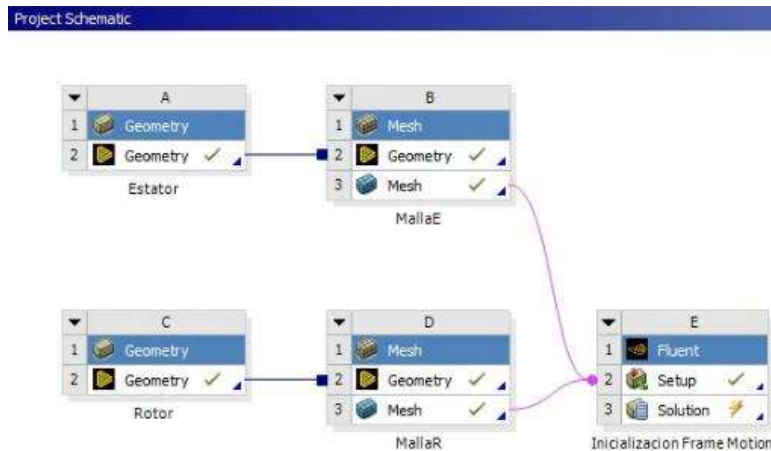 Project Schematic
A
1 Geometry
2 Geometry
Estator
B
1 Mesh
2 Geometry
3 Mesh
MallaE
C
1 Geometry
2 Geometry
Rotor
D
1 Mesh
2 Geometry
3 Mesh
MallaR
E
1 Fluent
2 Setup
3 Solution
Inicializacion Frame Motion